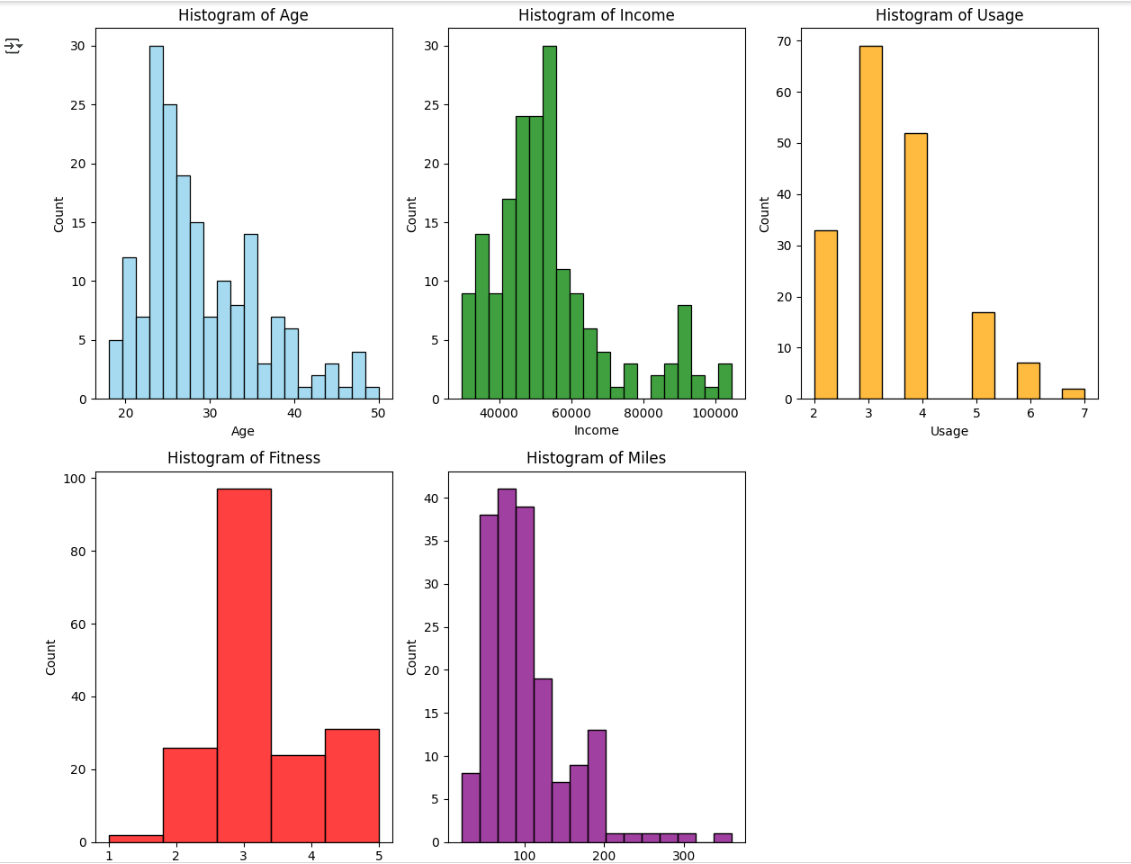 Histogram of Age
30
25
20
15
10
5
0
Count
20 30 40 50
Age
Histogram of Income
30
25
20
15
10
5
0
Count
40000 60000 80000 100000
Income
Histogram of Usage
70
60
50
40
30
20
10
0
Count
2 3 4 5 6 7
Usage
Histogram of Fitness
100
80
60
40
20
0
Count
1 2 3 4 5
Histogram of Miles
40
35
30
25
20
15
10
5
0
Count
100 200 300